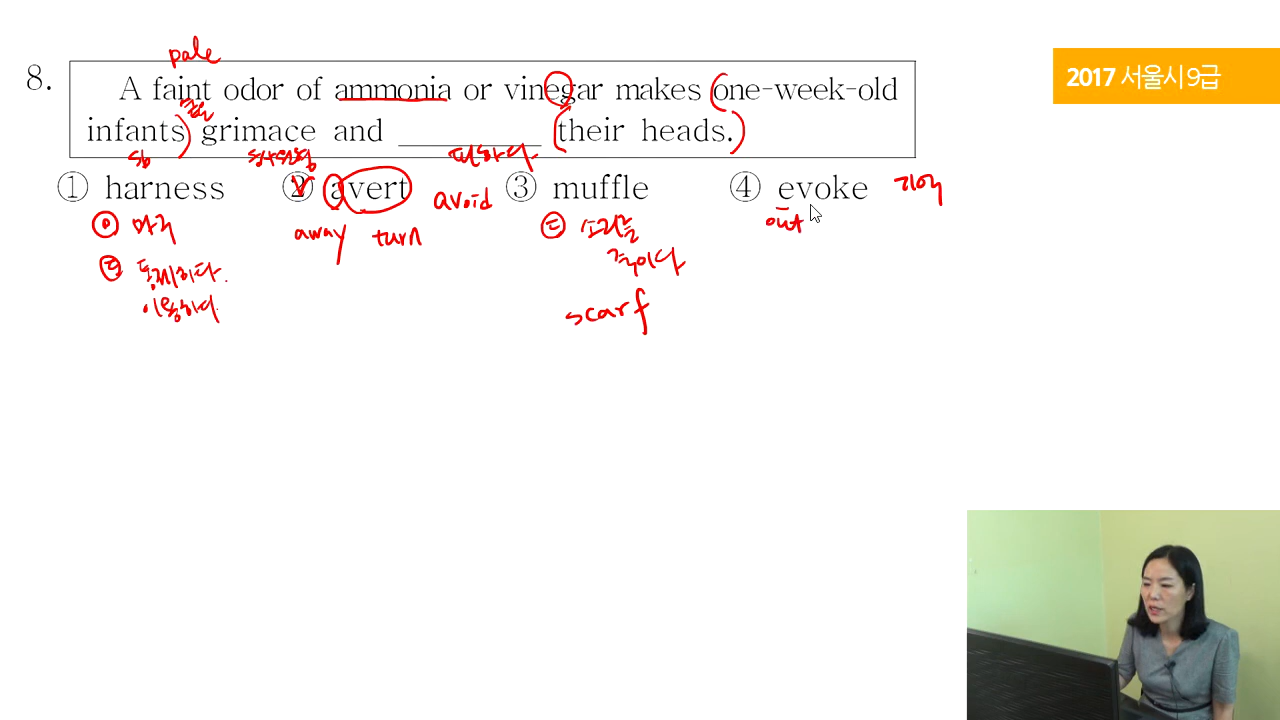 2017 서울시 9급
pale
8. A faint odor of ammonia or vinegar makes one-week-old
infants grimace and ________ their heads.
sb 피하다
① harness ② avert ③ muffle ④ evoke
avoid 기억
마구 away turn 소리를 out
통제하다 죽이다
이용하다 scarf